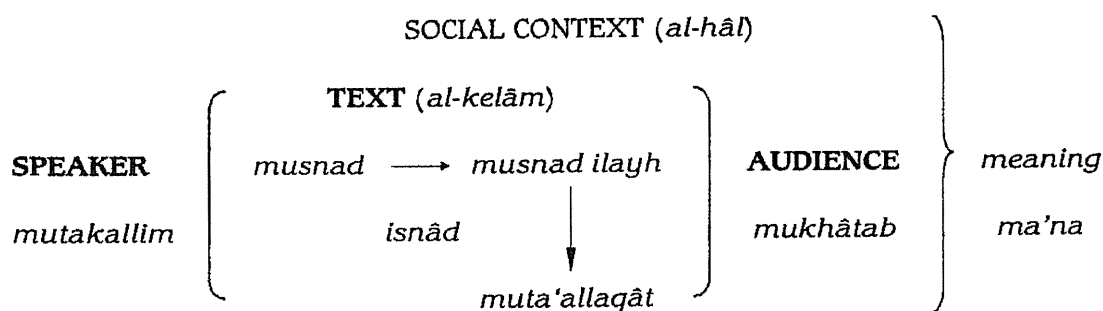 SOCIAL CONTEXT (al-hâl)
TEXT (al-kelâm)
SPEAKER musnad musnad ilayh AUDIENCE meaning
mutakallim isnâd mukhâtab ma'na
muta‘allaqât